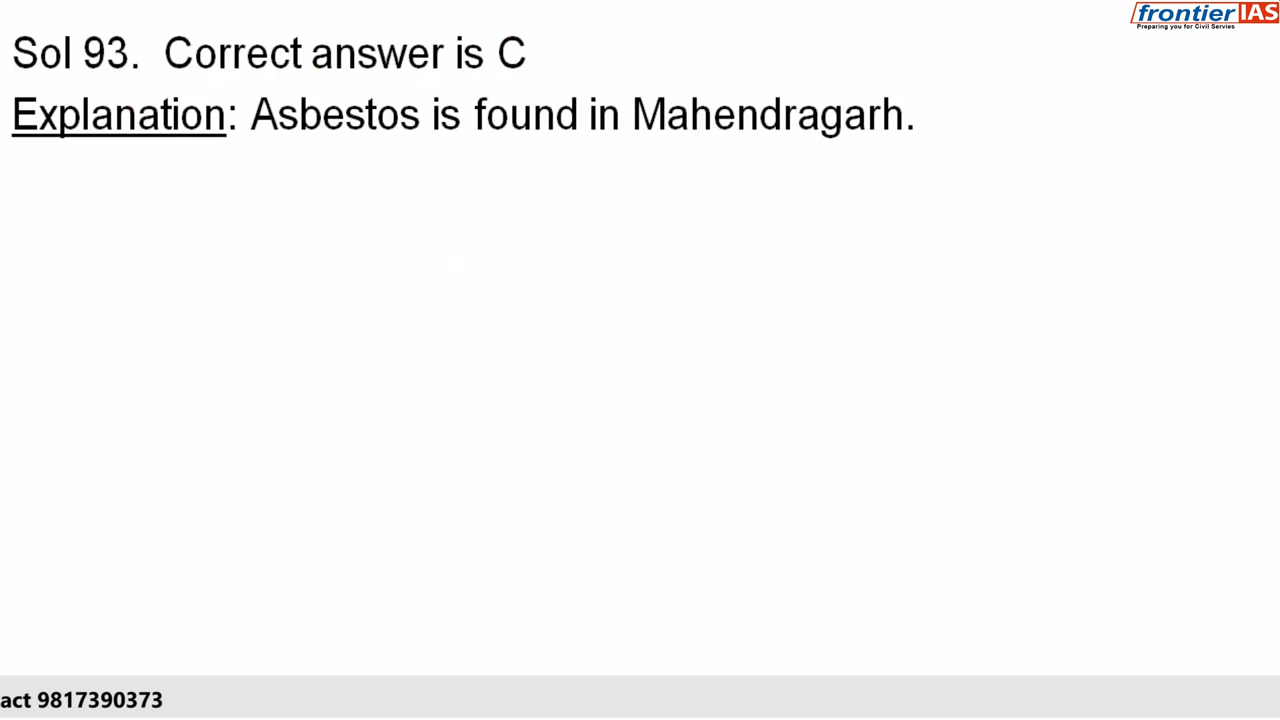 frontier IAS
Preparing you for Civil Servies
Sol 93. Correct answer is C
Explanation: Asbestos is found in Mahendragarh.
act 9817390373